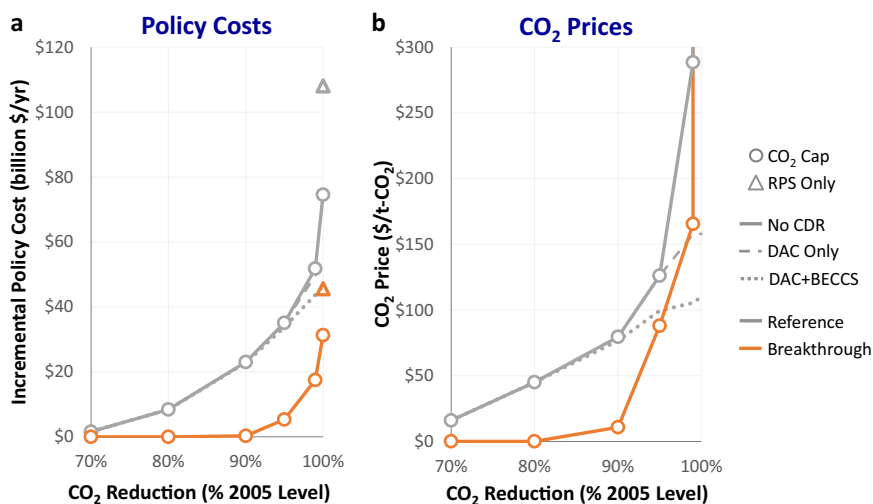 a
Policy Costs
Incremental Policy Cost (billion $/yr)
$120
$100
$80
$60
$40
$20
$0
70%
80%
90%
100%
CO₂ Reduction (% 2005 Level)
b
CO₂ Prices
CO₂ Price ($/t-CO₂)
$300
$250
$200
$150
$100
$50
$0
70%
80%
90%
100%
CO₂ Reduction (% 2005 Level)
CO₂ Cap
RPS Only
No CDR
DAC Only
DAC+BECCS
Reference
Breakthrough